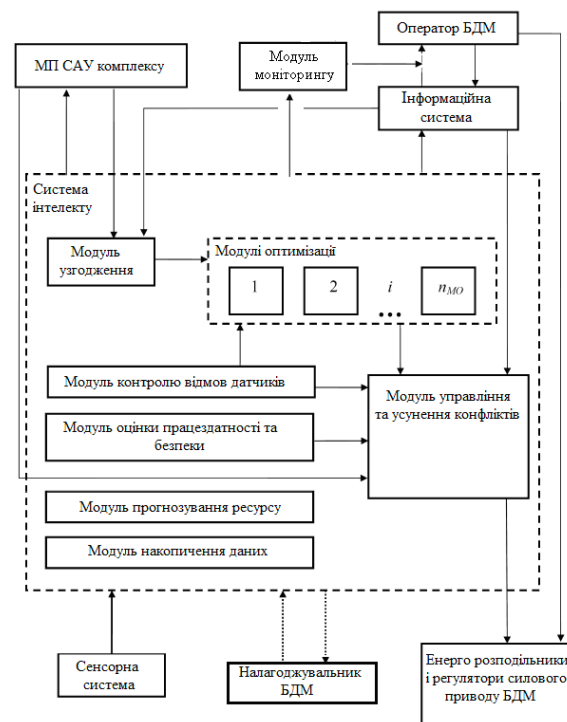 Оператор БДМ
МП САУ комплексу
Модуль
моніторингу
Інформаційна
система
Система
інтелекту
Модуль
узгодження
Модулі оптимізації
1
2
i
...
nМО
Модуль контролю відмов датчиків
Модуль управління
та усунення конфліктів
Модуль оцінки працездатності та
безпеки
Модуль прогнозування ресурсу
Модуль накопичення даних
Сенсорна
система
Налагоджувальник
БДМ
Енерго розподільники
і регулятори силового
приводу БДМ